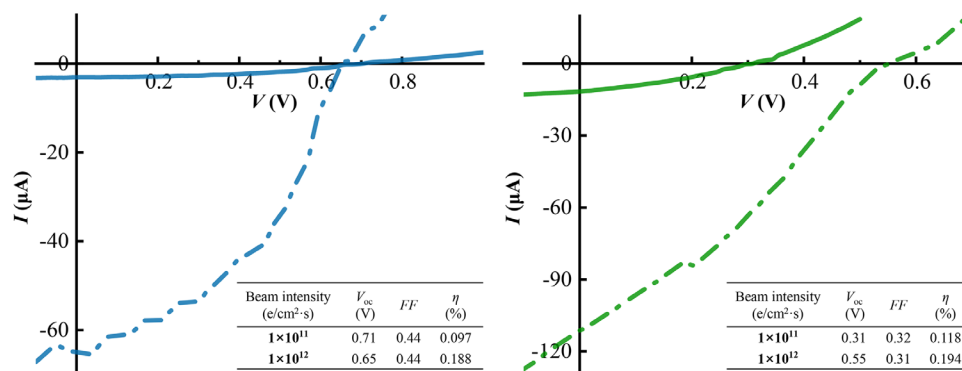 0
0.2
0.4
0.6
0.8
V (V)
-20
-40
-60
I (μA)
Beam intensity (e/cm²·s) Voc (V) FF η (%)
1×10¹¹ 0.71 0.44 0.097
1×10¹² 0.65 0.44 0.188
0
0.2
0.4
0.6
V (V)
-30
-60
-90
-120
I (μA)
Beam intensity (e/cm²·s) Voc (V) FF η (%)
1×10¹¹ 0.31 0.32 0.118
1×10¹² 0.55 0.31 0.194